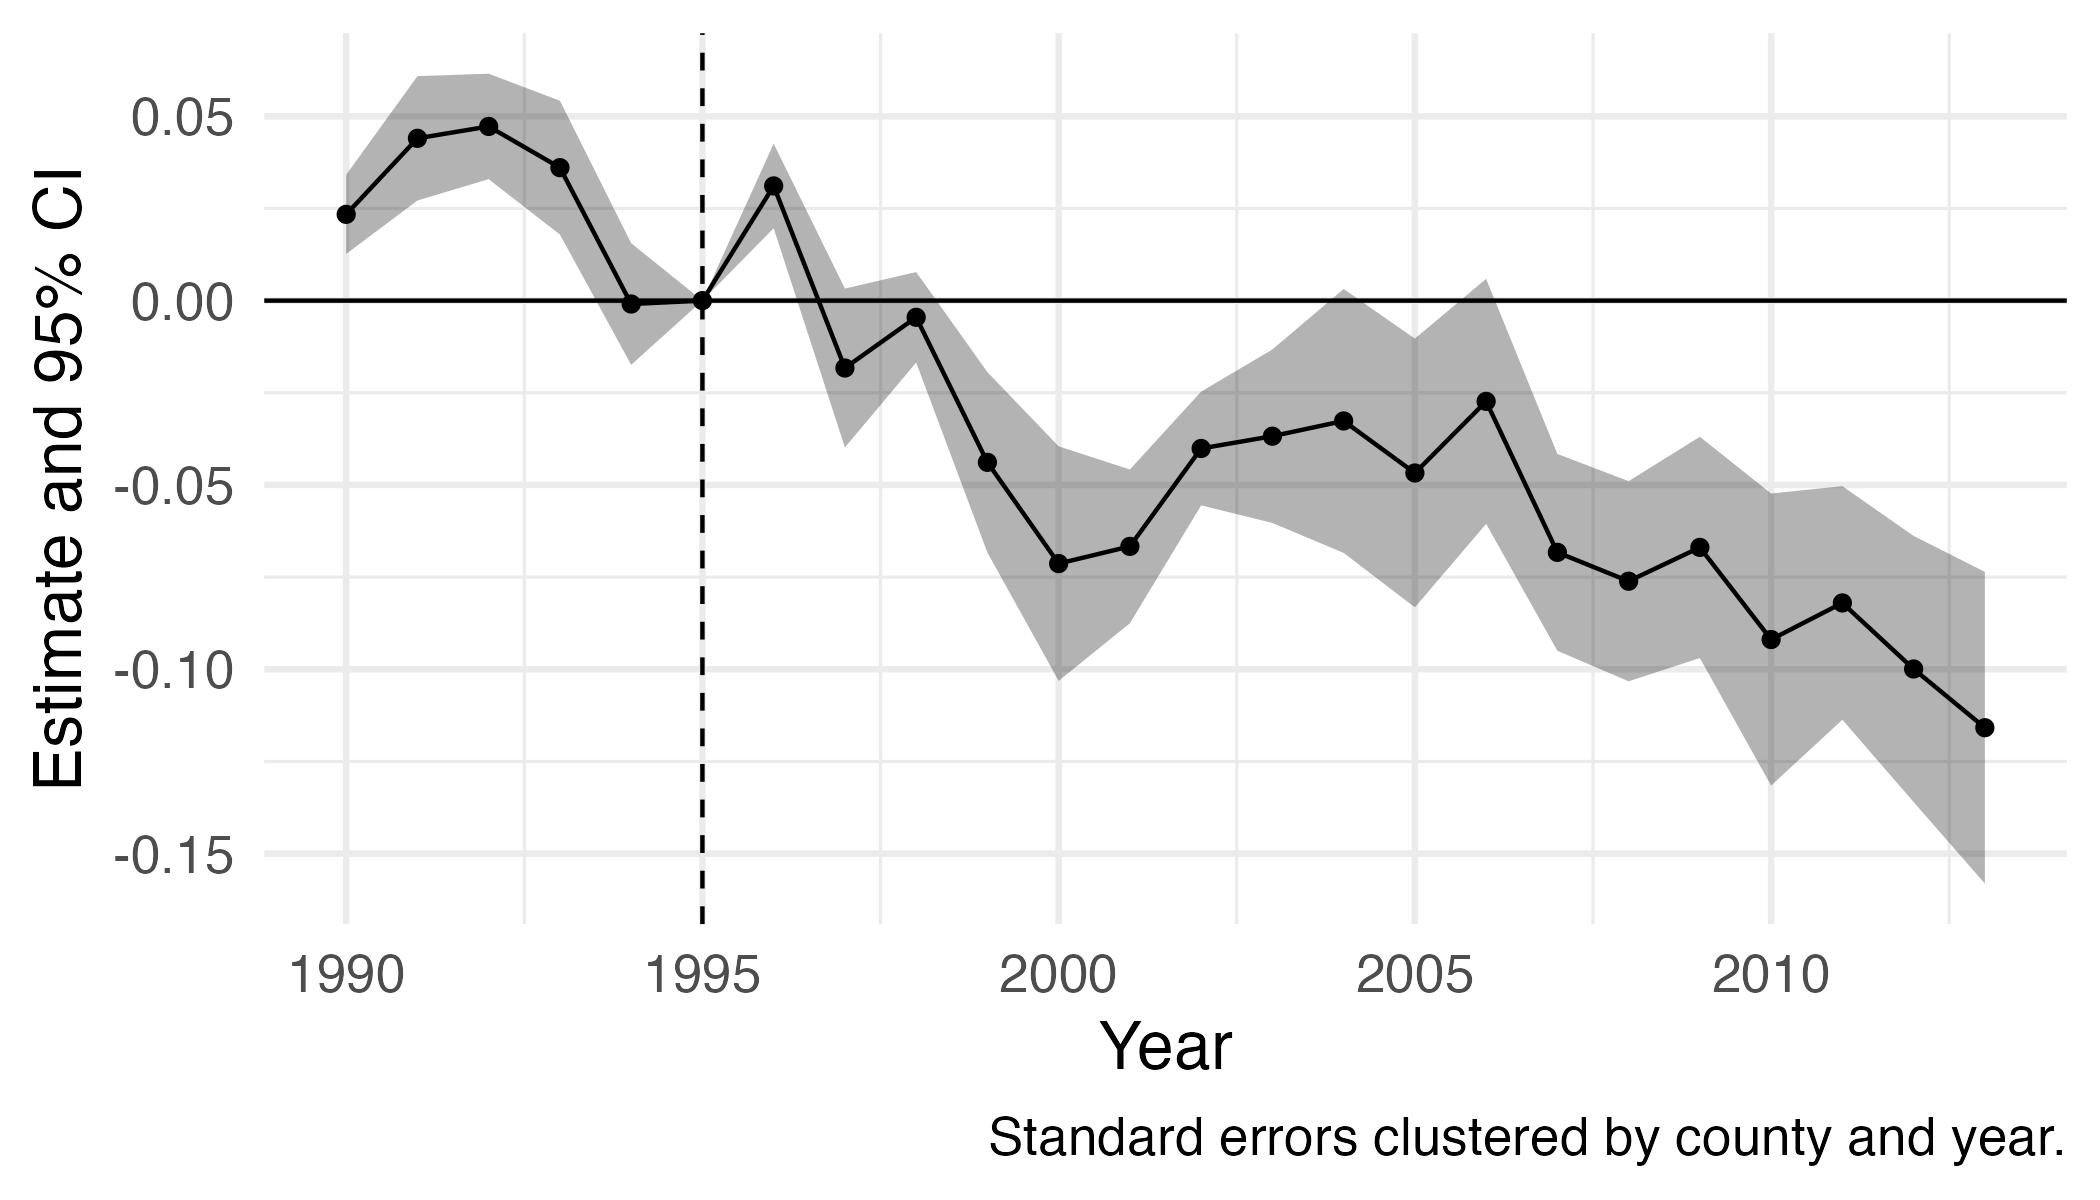 Estimate and 95% CI
0.05
0.00
-0.05
-0.10
-0.15
1990 1995 2000 2005 2010
Year
Standard errors clustered by county and year.